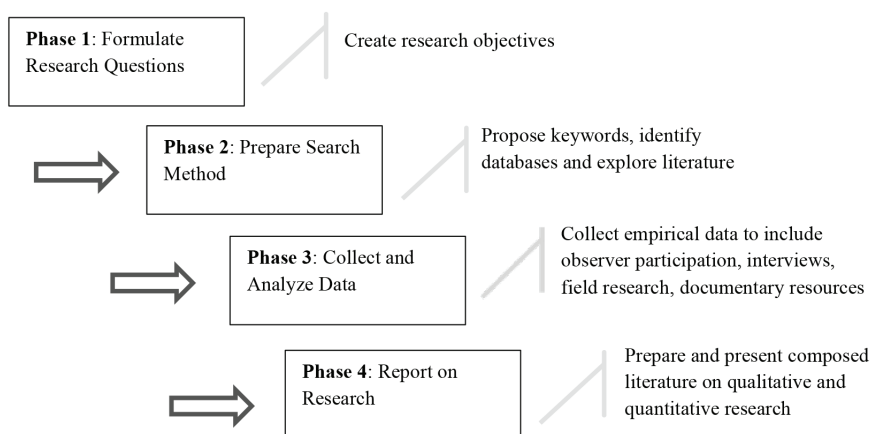 Phase 1: Formulate
Research Questions
Create research objectives
Phase 2: Prepare Search
Method
Propose keywords, identify
databases and explore literature
Phase 3: Collect and
Analyze Data
Collect empirical data to include
observer participation, interviews,
field research, documentary resources
Phase 4: Report on
Research
Prepare and present composed
literature on qualitative and
quantitative research